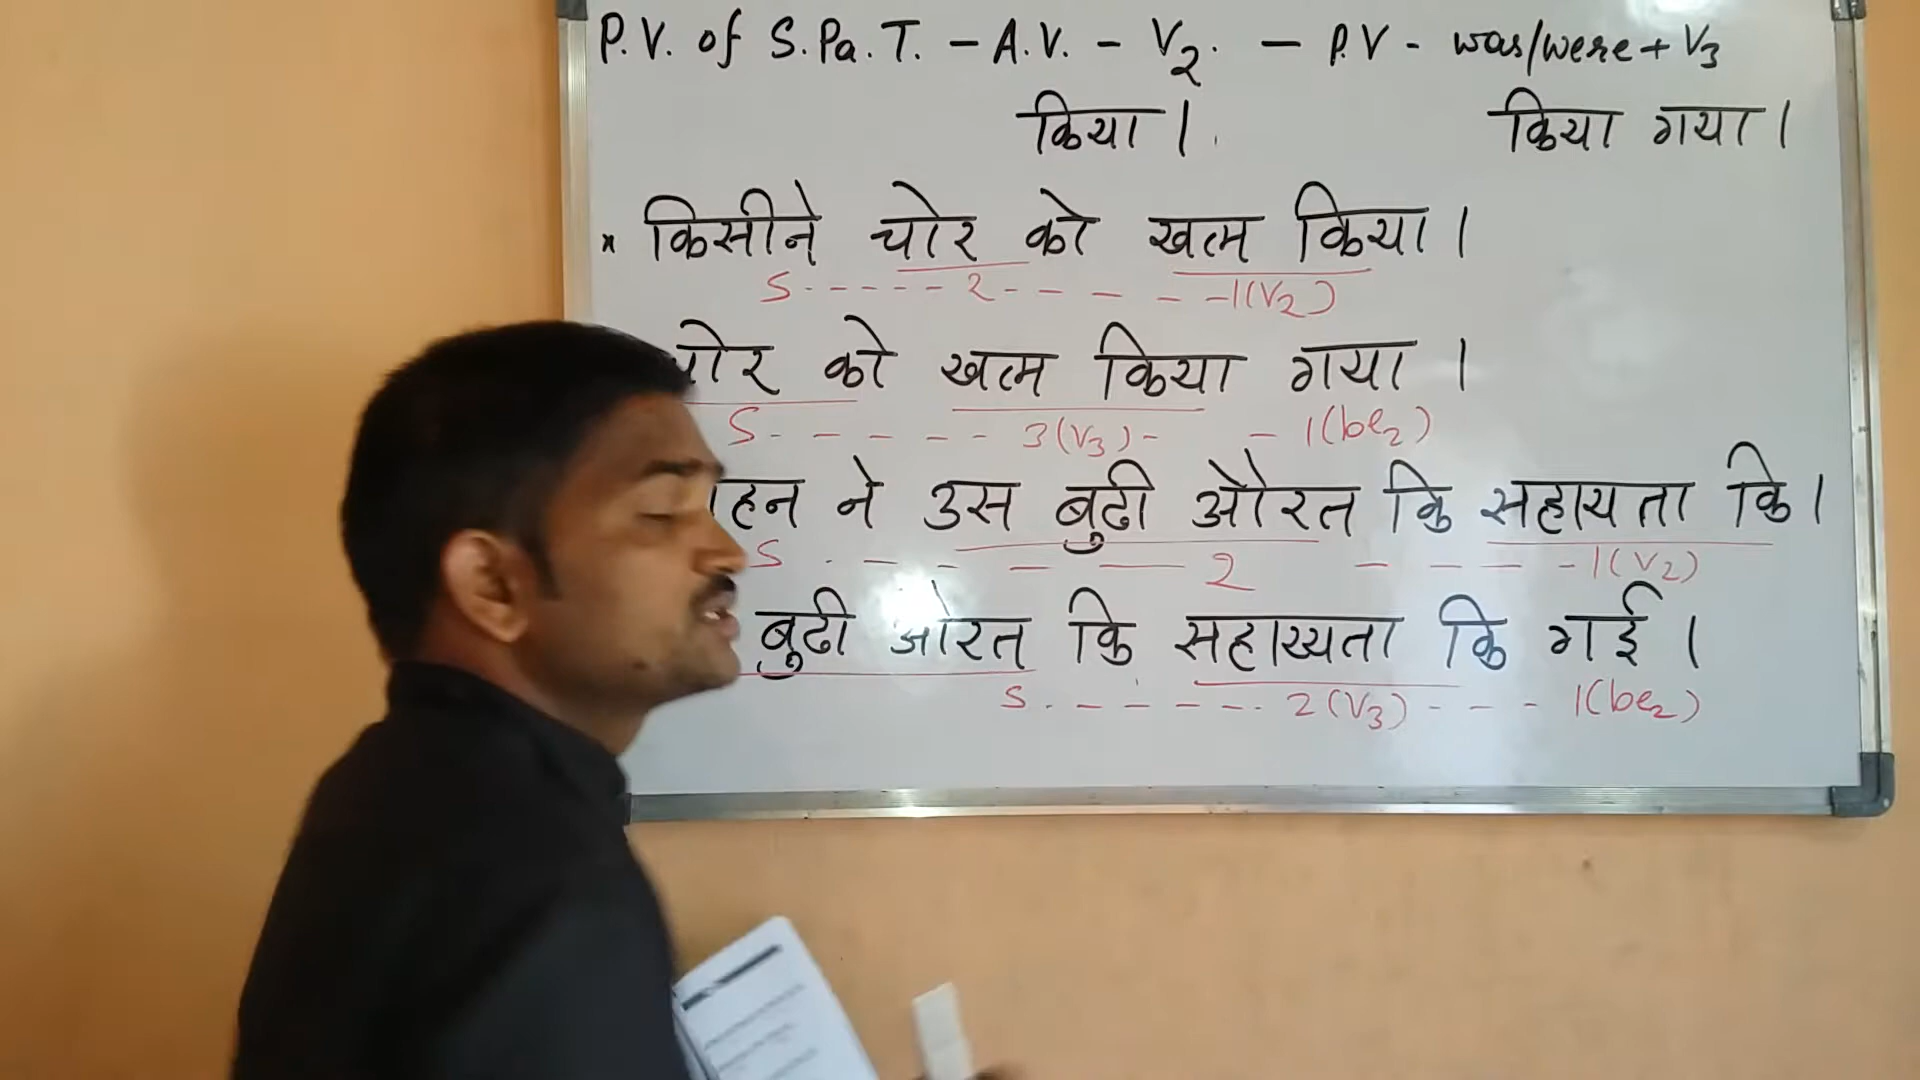 P.V. of S.Pa.T. - A.V. - V2. - P.V - was/were + V3
किया । किया गया ।
* किसीने चोर को खत्म किया ।
S - - - - - 2 - - - - - 1(V2)
को खत्म किया गया ।
S - - - - - 3(V3) - - 1(be2)
ने उस बुढी औरत कि सहायता कि ।
S - - - - - 2 - - - - - 1(V2)
बुढी औरत कि सहाय्यता कि गई ।
S - - - - - - 2(V3) - - - 1(be2)